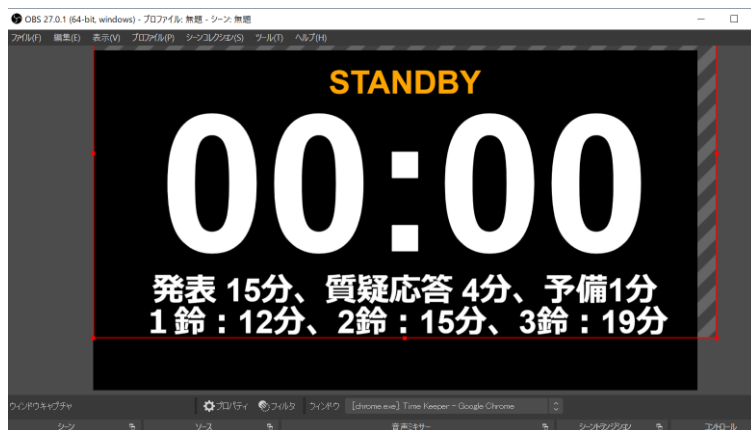 OBS 27.0.1 (64-bit, windows) - プロファイル: 無題 - シーン: 無題
ファイル(F) 編集(E) 表示(V) プロファイル(P) シーンコレクション(S) ツール(T) ヘルプ(H)
STANDBY
00:00
発表 15分、質疑応答 4分、予備1分
１鈴：12分、2鈴：15分、3鈴：19分
ウィンドウキャプチャ プロパティ フィルタ ウィンドウ [chrome.exe] Time Keeper - Google Chrome
シーン ソース 音声ミキサー シーントランジション コントロール